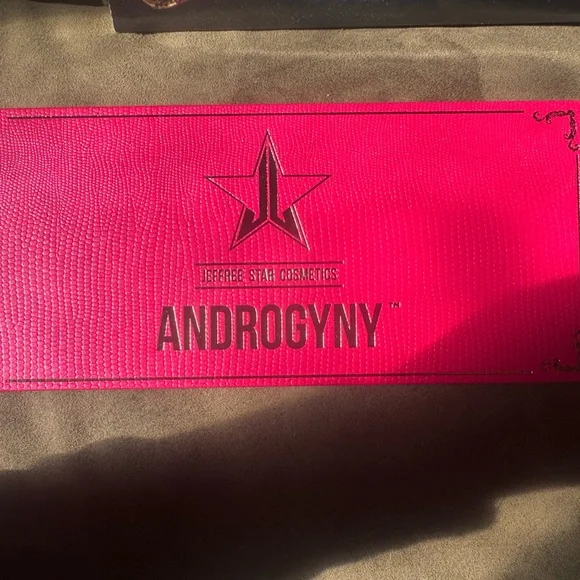 JEFFREE STAR COSMETICS
ANDROGYNY™